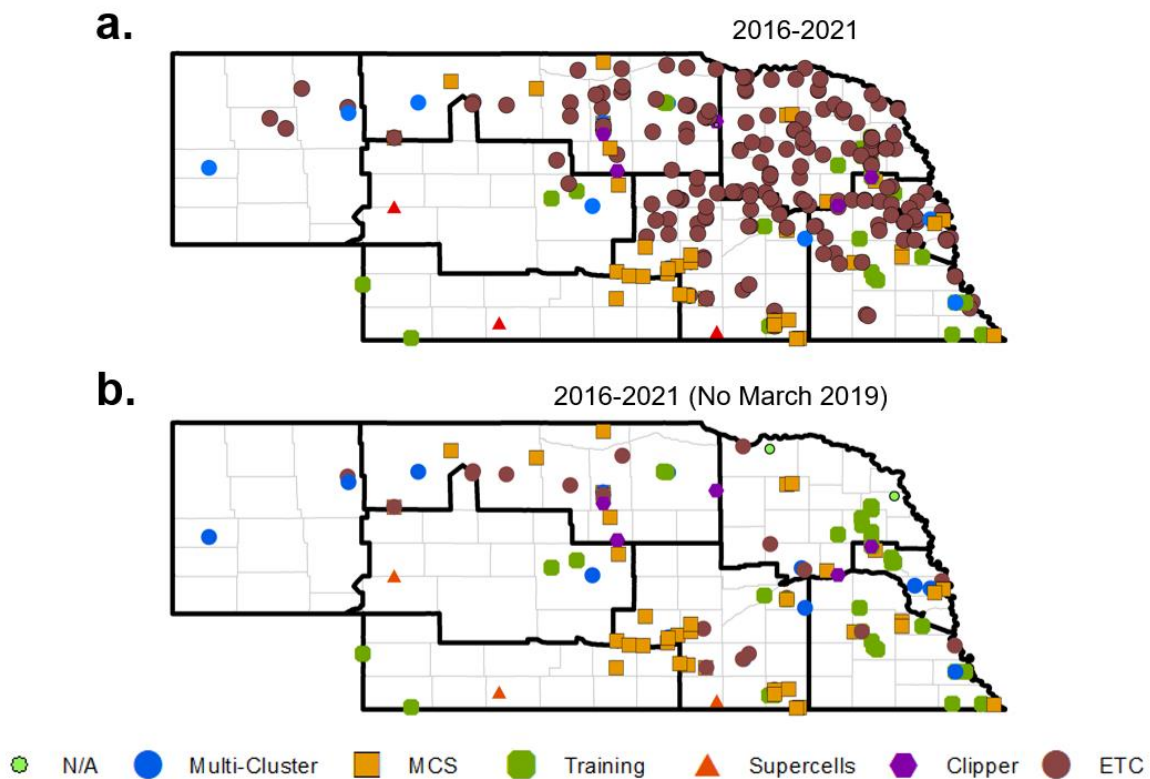 a.
2016-2021
b.
2016-2021 (No March 2019)
N/A Multi-Cluster MCS Training Supercells Clipper ETC